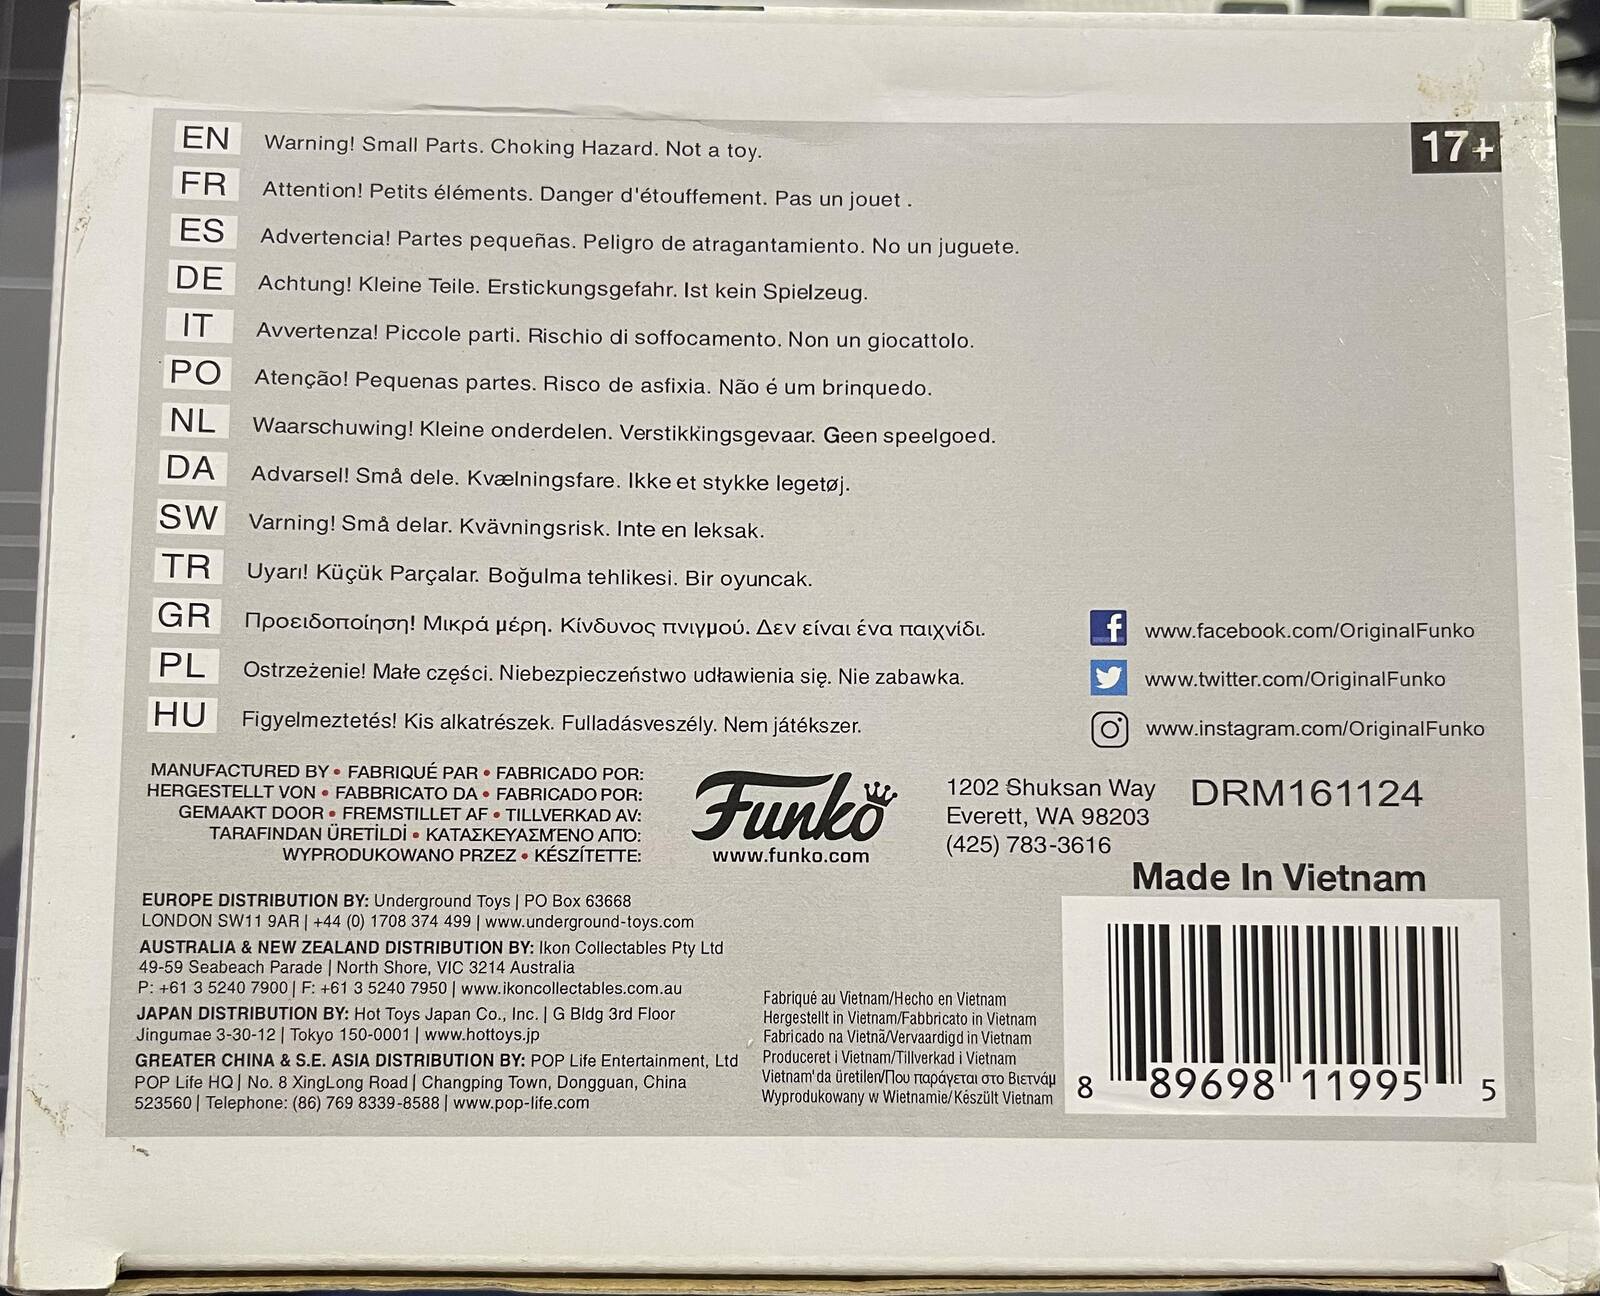 17+
EN Warning! Small Parts. Choking Hazard. Not a toy.
FR Attention! Petits éléments. Danger d'étouffement. Pas un jouet .
ES Advertencia! Partes pequeñas. Peligro de atragantamiento. No un juguete.
DE Achtung! Kleine Teile. Erstickungsgefahr. Ist kein Spielzeug.
IT Avvertenza! Piccole parti. Rischio di soffocamento. Non un giocattolo.
PO Atenção! Pequenas partes. Risco de asfixia. Não é um brinquedo.
NL Waarschuwing! Kleine onderdelen. Verstikkingsgevaar. Geen speelgoed.
DA Advarsel! Små dele. Kvælningsfare. Ikke et stykke legetøj.
SW Varning! Små delar. Kvävningsrisk. Inte en leksak.
TR Uyarı! Küçük Parçalar. Boğulma tehlikesi. Bir oyuncak.
GR Προειδοποίηση! Μικρά μέρη. Κίνδυνος πνιγμού. Δεν είναι ένα παιχνίδι.
PL Ostrzeżenie! Małe części. Niebezpieczeństwo udławienia się. Nie zabawka.
HU Figyelmeztetés! Kis alkatrészek. Fulladásveszély. Nem játékszer.
www.facebook.com/OriginalFunko
www.twitter.com/OriginalFunko
www.instagram.com/OriginalFunko
MANUFACTURED BY • FABRIQUÉ PAR • FABRICADO POR:
HERGESTELLT VON • FABBRICATO DA • FABRICADO POR:
GEMAAKT DOOR • FREMSTILLET AF • TILLVERKAD AV:
TARAFINDAN ÜRETİLDİ • ΚΑΤΑΣΚΕΥΑΣΜΈΝΟ ΑΠΌ:
WYPRODUKOWANO PRZEZ • KÉSZÍTETTE:
Funko
www.funko.com
1202 Shuksan Way
Everett, WA 98203
(425) 783-3616
DRM161124
Made In Vietnam
EUROPE DISTRIBUTION BY: Underground Toys | PO Box 63668
LONDON SW11 9AR | +44 (0) 1708 374 499 | www.underground-toys.com
AUSTRALIA & NEW ZEALAND DISTRIBUTION BY: Ikon Collectables Pty Ltd
49-59 Seabeach Parade | North Shore, VIC 3214 Australia
P: +61 3 5240 7900 | F: +61 3 5240 7950 | www.ikoncollectables.com.au
JAPAN DISTRIBUTION BY: Hot Toys Japan Co., Inc. | G Bldg 3rd Floor
Jingumae 3-30-12 | Tokyo 150-0001 | www.hottoys.jp
GREATER CHINA & S.E. ASIA DISTRIBUTION BY: POP Life Entertainment, Ltd
POP Life HQ | No. 8 XingLong Road | Changping Town, Dongguan, China
523560 | Telephone: (86) 769 8339-8588 | www.pop-life.com
Fabriqué au Vietnam/Hecho en Vietnam
Hergestellt in Vietnam/Fabbricato in Vietnam
Fabricado na Vietnã/Vervaardigd in Vietnam
Produceret i Vietnam/Tillverkad i Vietnam
Vietnam'da üretilen/Που παράγεται στο Βιετνάμ
Wyprodukowany w Wietnamie/Készült Vietnam
8 89698 11995 5